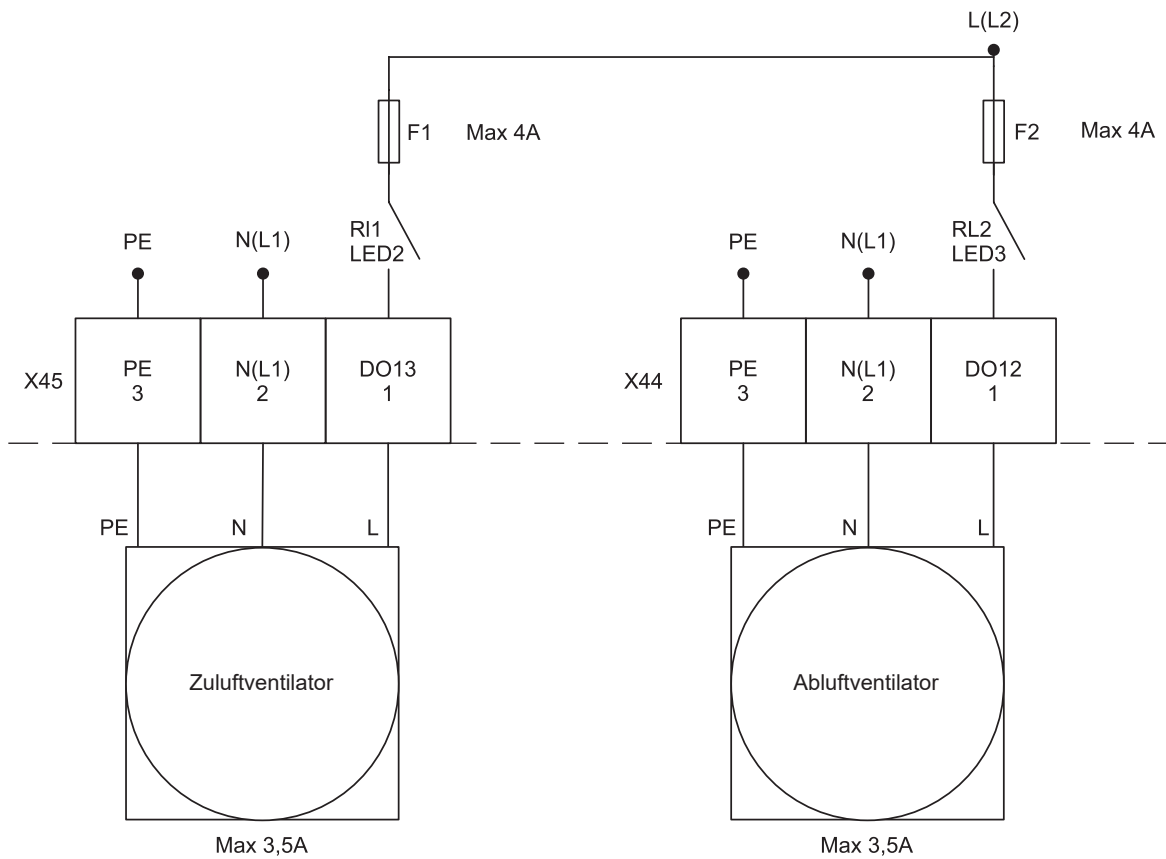 L(L2)
F1
Max 4A
F2
Max 4A
RI1
LED2
RL2
LED3
PE
N(L1)
PE
N(L1)
X45
PE
3
N(L1)
2
DO13
1
X44
PE
3
N(L1)
2
DO12
1
PE
N
L
PE
N
L
Zuluftventilator
Abluftventilator
Max 3,5A
Max 3,5A